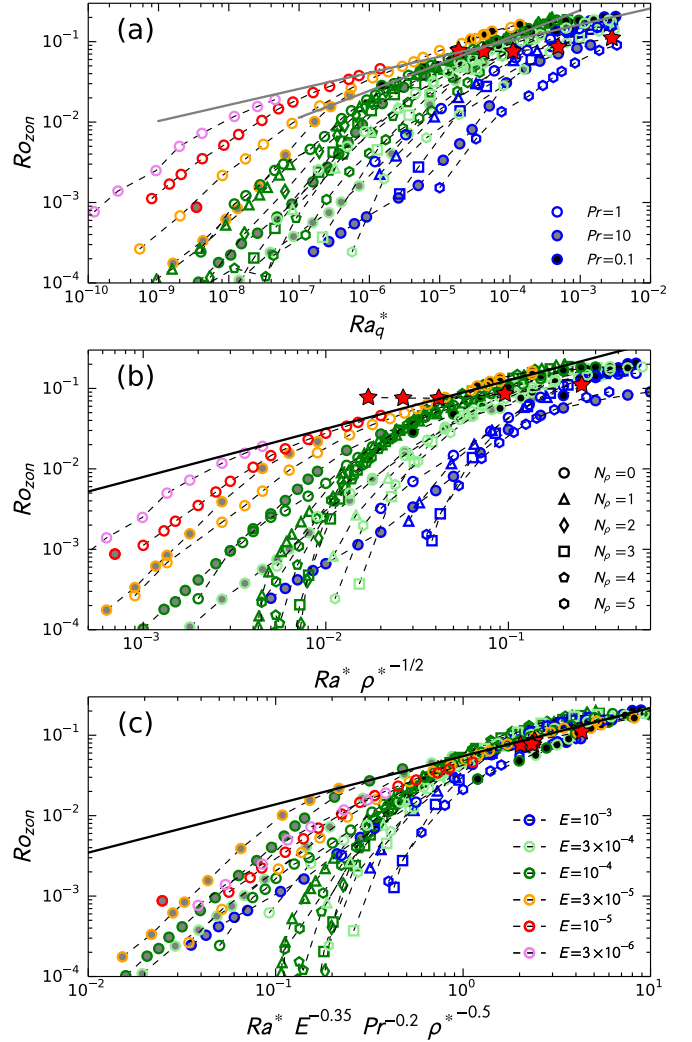 (a)
10⁻¹
10⁻²
10⁻³
10⁻⁴
Ro_zon
Pr=1
Pr=10
Pr=0.1
10⁻¹⁰ 10⁻⁹ 10⁻⁸ 10⁻⁷ 10⁻⁶ 10⁻⁵ 10⁻⁴ 10⁻³ 10⁻²
Ra_q^*
(b)
10⁻¹
10⁻²
10⁻³
10⁻⁴
Ro_zon
N_ρ=0
N_ρ=1
N_ρ=2
N_ρ=3
N_ρ=4
N_ρ=5
10⁻³ 10⁻² 10⁻¹
Ra^* ρ^{*−1/2}
(c)
10⁻¹
10⁻²
10⁻³
10⁻⁴
Ro_zon
E=10⁻³
E=3×10⁻⁴
E=10⁻⁴
E=3×10⁻⁵
E=10⁻⁵
E=3×10⁻⁶
10⁻² 10⁻¹ 10⁰ 10¹
Ra^* E^{−0.35} Pr^{−0.2} ρ^{*−0.5}